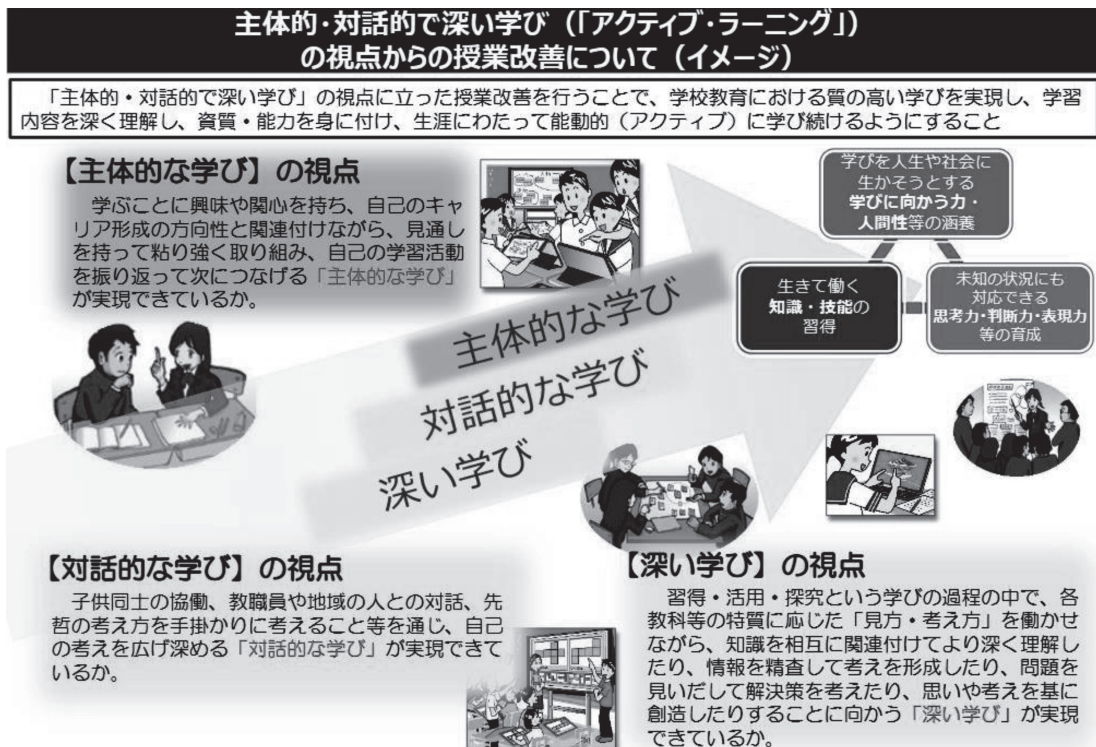 主体的・対話的で深い学び（「アクティブ・ラーニング」）
の視点からの授業改善について（イメージ）
「主体的・対話的で深い学び」の視点に立った授業改善を行うことで、学校教育における質の高い学びを実現し、学習
内容を深く理解し、資質・能力を身に付け、生涯にわたって能動的（アクティブ）に学び続けるようにすること
【主体的な学び】の視点
学ぶことに興味や関心を持ち、自己のキャ
リア形成の方向性と関連付けながら、見通し
を持って粘り強く取り組み、自己の学習活動
を振り返って次につなげる「主体的な学び」
が実現できているか。
学びを人生や社会に
生かそうとする
学びに向かう力・
人間性等の涵養
生きて働く
知識・技能の
習得
未知の状況にも
対応できる
思考力・判断力・表現力
等の育成
主体的な学び
対話的な学び
深い学び
【対話的な学び】の視点
子供同士の協働、教職員や地域の人との対話、先
哲の考え方を手掛かりに考えること等を通じ、自己
の考えを広げ深める「対話的な学び」が実現できて
いるか。
【深い学び】の視点
習得・活用・探究という学びの過程の中で、各
教科等の特質に応じた「見方・考え方」を働かせ
ながら、知識を相互に関連付けてより深く理解し
たり、情報を精査して考えを形成したり、問題を
見いだして解決策を考えたり、思いや考えを基に
創造したりすることに向かう「深い学び」が実現
できているか。